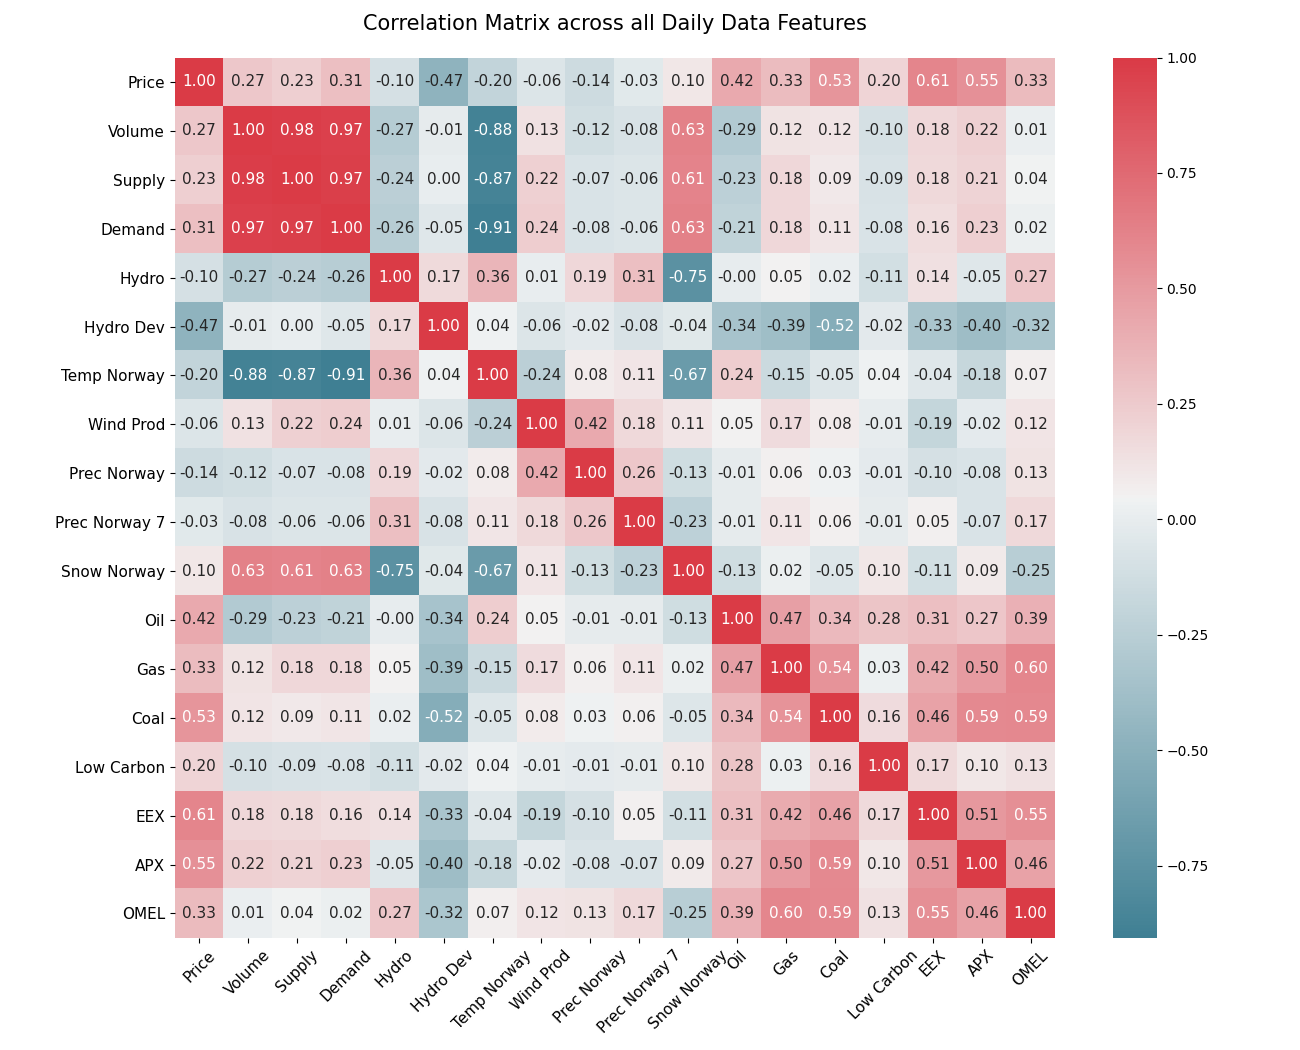 Correlation Matrix across all Daily Data Features
Price 1.00 0.27 0.23 0.31 -0.10 -0.47 -0.20 -0.06 -0.14 -0.03 0.10 0.42 0.33 0.53 0.20 0.61 0.55 0.33
Volume 0.27 1.00 0.98 0.97 -0.27 -0.01 -0.88 0.13 -0.12 -0.08 0.63 -0.29 0.12 0.12 -0.10 0.18 0.22 0.01
Supply 0.23 0.98 1.00 0.97 -0.24 0.00 -0.87 0.22 -0.07 -0.06 0.61 -0.23 0.18 0.09 -0.09 0.18 0.21 0.04
Demand 0.31 0.97 0.97 1.00 -0.26 -0.05 -0.91 0.24 -0.08 -0.06 0.63 -0.21 0.18 0.11 -0.08 0.16 0.23 0.02
Hydro -0.10 -0.27 -0.24 -0.26 1.00 0.17 0.36 0.01 0.19 0.31 -0.75 -0.00 0.05 0.02 -0.11 0.14 -0.05 0.27
Hydro Dev -0.47 -0.01 0.00 -0.05 0.17 1.00 0.04 -0.06 -0.02 -0.08 -0.04 -0.34 -0.39 -0.52 -0.02 -0.33 -0.40 -0.32
Temp Norway -0.20 -0.88 -0.87 -0.91 0.36 0.04 1.00 -0.24 0.08 0.11 -0.67 0.24 -0.15 -0.05 0.04 -0.04 -0.18 0.07
Wind Prod -0.06 0.13 0.22 0.24 0.01 -0.06 -0.24 1.00 0.42 0.18 0.11 0.05 0.17 0.08 -0.01 -0.19 -0.02 0.12
Prec Norway -0.14 -0.12 -0.07 -0.08 0.19 -0.02 0.08 0.42 1.00 0.26 -0.13 -0.01 0.06 0.03 -0.01 -0.10 -0.08 0.13
Prec Norway 7 -0.03 -0.08 -0.06 -0.06 0.31 -0.08 0.11 0.18 0.26 1.00 -0.23 -0.01 0.11 0.06 -0.01 0.05 -0.07 0.17
Snow Norway 0.10 0.63 0.61 0.63 -0.75 -0.04 -0.67 0.11 -0.13 -0.23 1.00 -0.13 0.02 -0.05 0.10 -0.11 0.09 -0.25
Oil 0.42 -0.29 -0.23 -0.21 -0.00 -0.34 0.24 0.05 -0.01 -0.01 -0.13 1.00 0.47 0.34 0.28 0.31 0.27 0.39
Gas 0.33 0.12 0.18 0.18 0.05 -0.39 -0.15 0.17 0.06 0.11 0.02 0.47 1.00 0.54 0.03 0.42 0.50 0.60
Coal 0.53 0.12 0.09 0.11 0.02 -0.52 -0.05 0.08 0.03 0.06 -0.05 0.34 0.54 1.00 0.16 0.46 0.59 0.59
Low Carbon 0.20 -0.10 -0.09 -0.08 -0.11 -0.02 0.04 -0.01 -0.01 -0.01 0.10 0.28 0.03 0.16 1.00 0.17 0.10 0.13
EEX 0.61 0.18 0.18 0.16 0.14 -0.33 -0.04 -0.19 -0.10 0.05 -0.11 0.31 0.42 0.46 0.17 1.00 0.51 0.55
APX 0.55 0.22 0.21 0.23 -0.05 -0.40 -0.18 -0.02 -0.08 -0.07 0.09 0.27 0.50 0.59 0.10 0.51 1.00 0.46
OMEL 0.33 0.01 0.04 0.02 0.27 -0.32 0.07 0.12 0.13 0.17 -0.25 0.39 0.60 0.59 0.13 0.55 0.46 1.00
Price Volume Supply Demand Hydro Hydro Dev Temp Norway Wind Prod Prec Norway Prec Norway 7 Snow Norway Oil Gas Coal Low Carbon EEX APX OMEL
1.00
0.75
0.50
0.25
0.00
−0.25
−0.50
−0.75